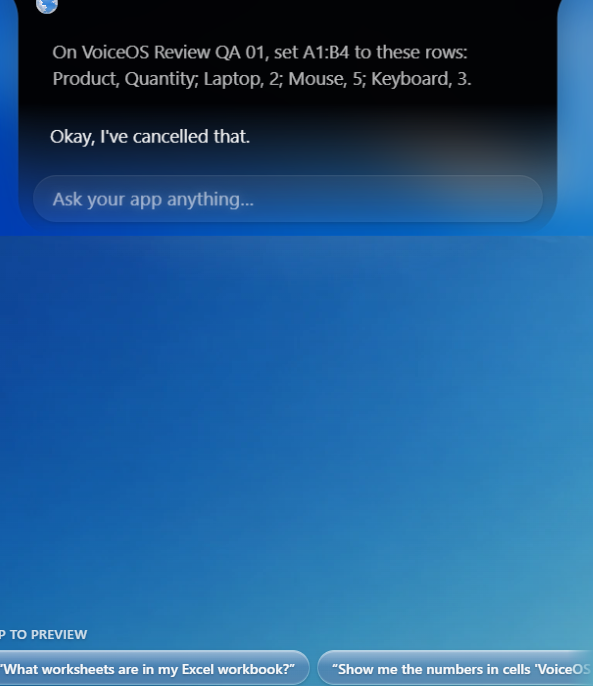 On VoiceOS Review QA 01, set A1:B4 to these rows:
Product, Quantity; Laptop, 2; Mouse, 5; Keyboard, 3.
Okay, I've cancelled that.
Ask your app anything...
P TO PREVIEW
"What worksheets are in my Excel workbook?"
"Show me the numbers in cells 'VoiceOS